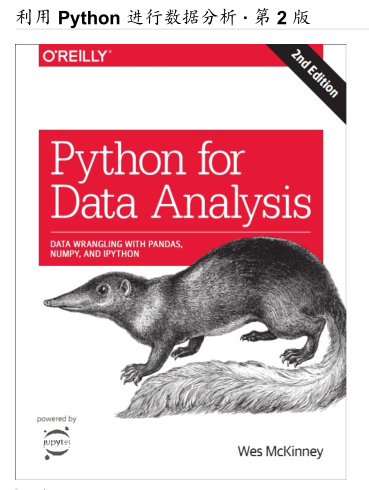 利用 Python 进行数据分析 · 第 2 版
O'REILLY®
2nd Edition
Python for
Data Analysis
DATA WRANGLING WITH PANDAS,
NUMPY, AND IPYTHON
powered by
jupyter
Wes McKinney